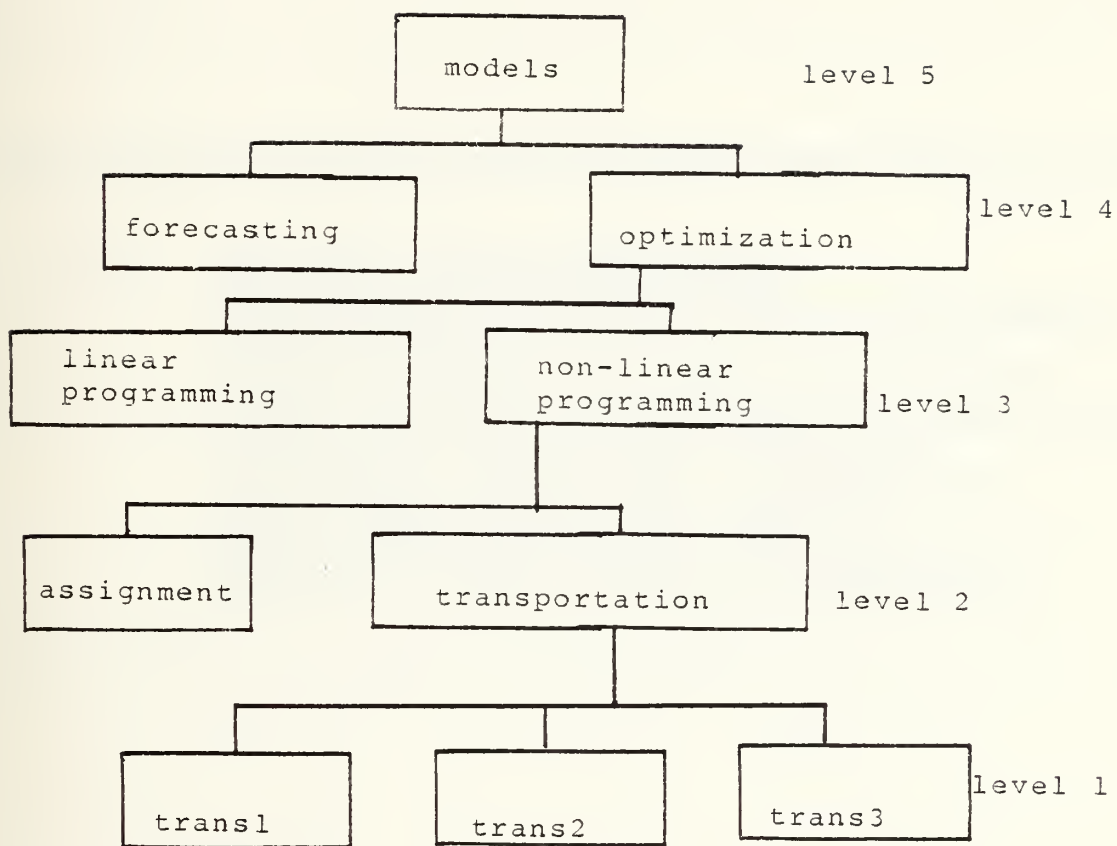 models
level 5
forecasting
optimization
level 4
linear
programming
non-linear
programming
level 3
assignment
transportation
level 2
trans1
trans2
trans3
level 1